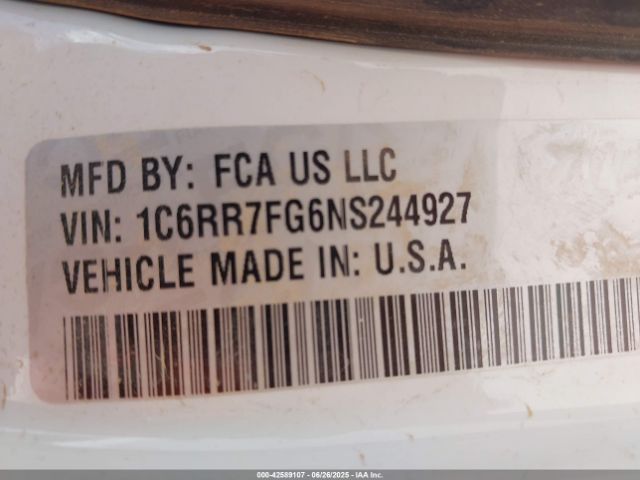 MFD BY: FCA US LLC
VIN: 1C6RR7FG6NS244927
VEHICLE MADE IN: U.S.A.
000-42589107 - 06/26/2025 - IAA Inc.